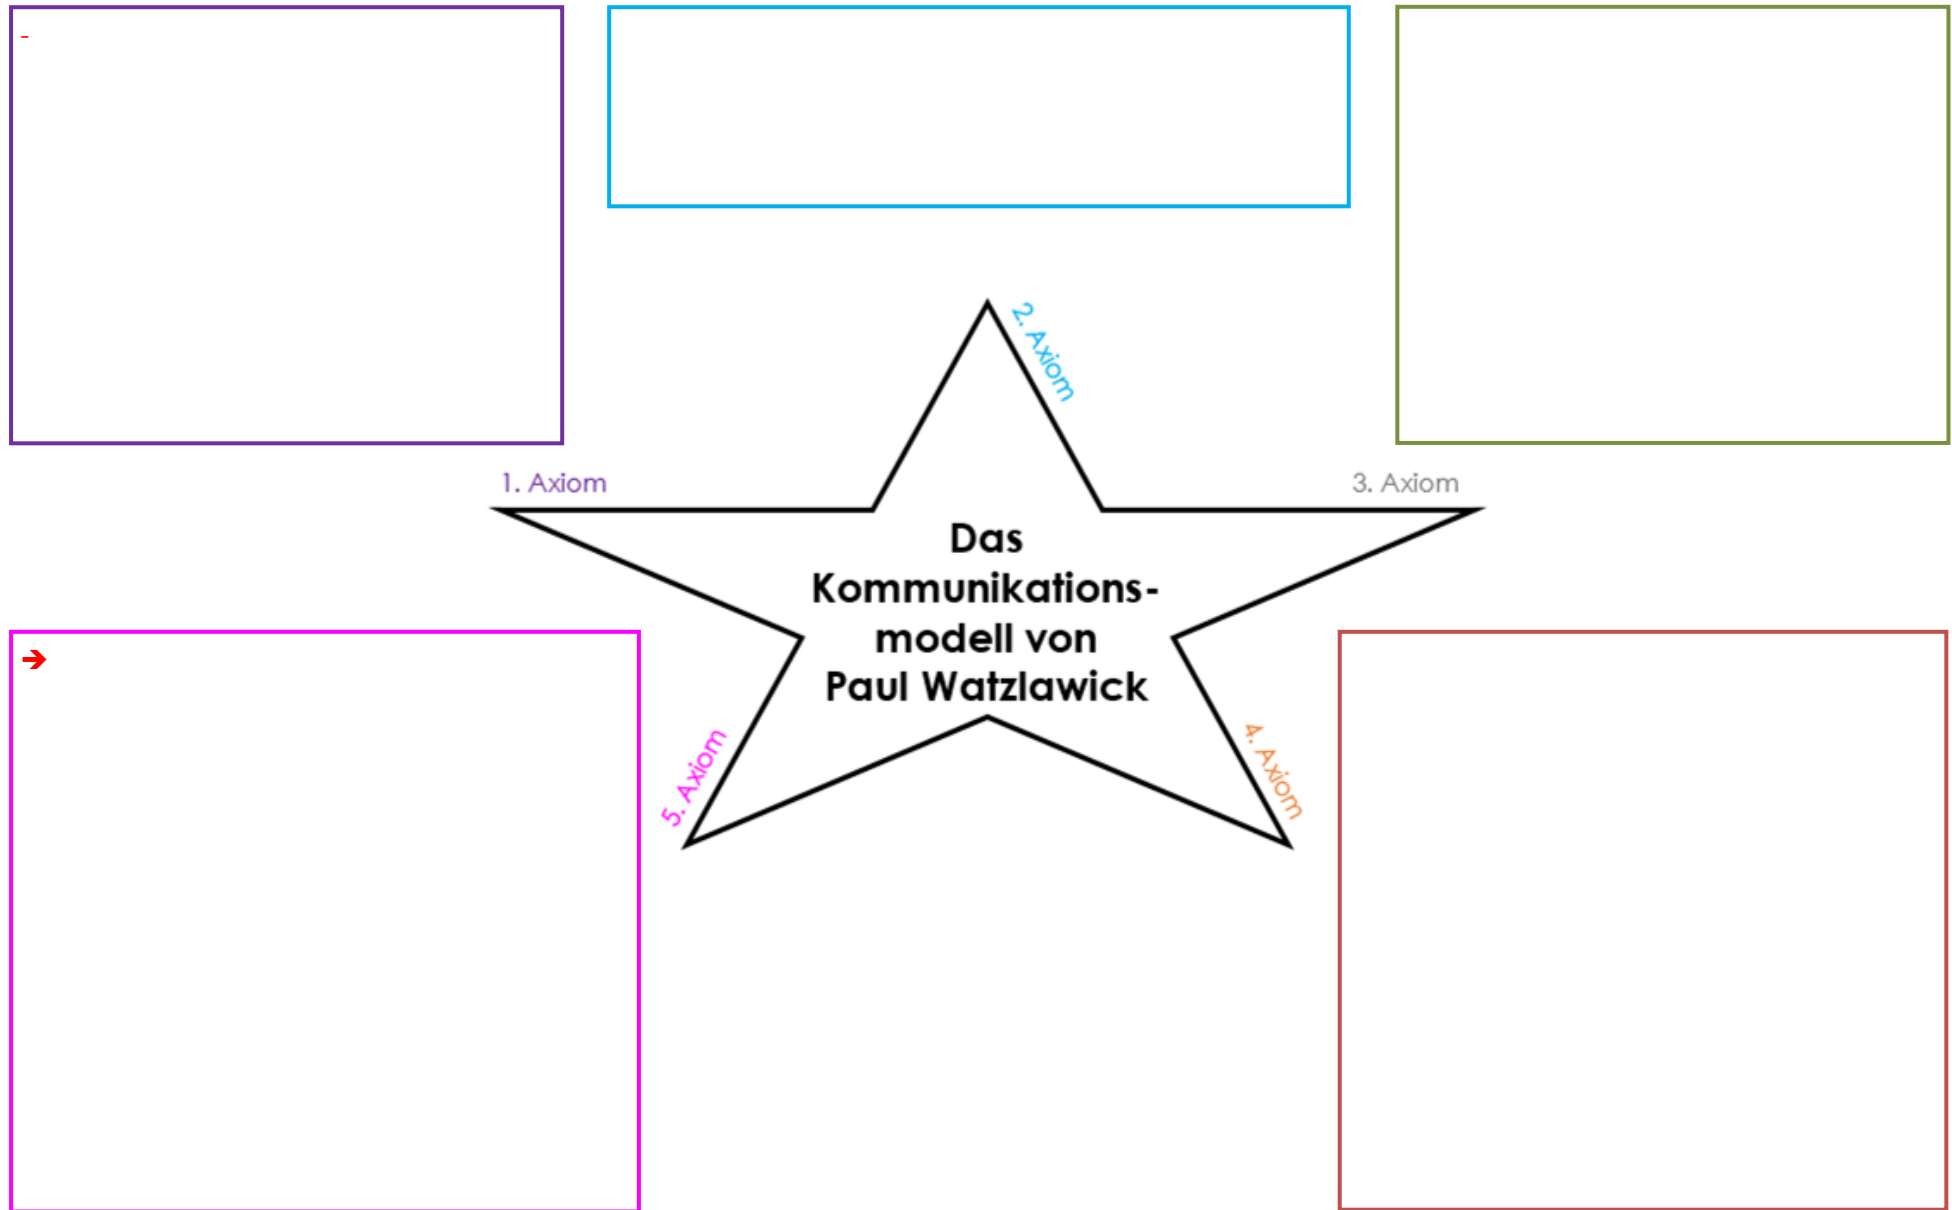 -
2. Axiom
1. Axiom
3. Axiom
Das
Kommunikations-
modell von
Paul Watzlawick
➔
5. Axiom
4. Axiom